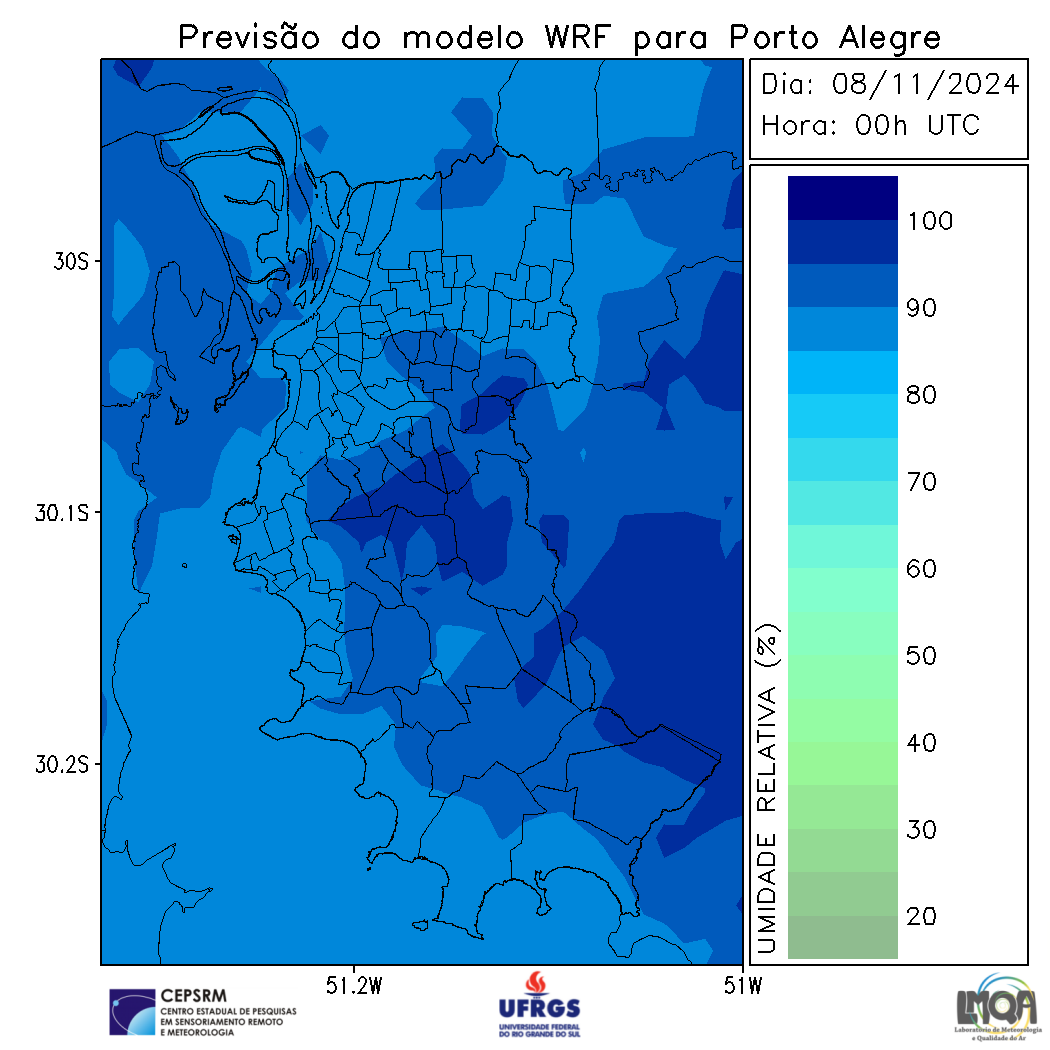 Previsão do modelo WRF para Porto Alegre
Dia: 08/11/2024
Hora: 00h UTC
30S
30.1S
30.2S
51.2W
51W
UMIDADE RELATIVA (%)
100
90
80
70
60
50
40
30
20
CEPSRM
CENTRO ESTADUAL DE PESQUISAS
EM SENSORIAMENTO REMOTO
E METEOROLOGIA
UFRGS
UNIVERSIDADE FEDERAL
DO RIO GRANDE DO SUL
LMQA
Laboratório de Meteorologia
e Qualidade do Ar